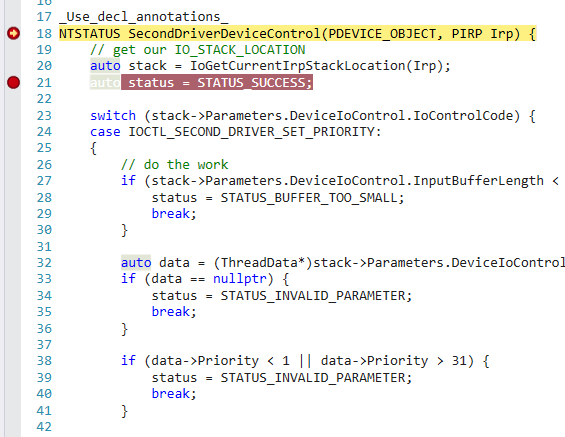 16
17 _Use_decl_annotations_
18 NTSTATUS SecondDriverDeviceControl(PDEVICE_OBJECT, PIRP Irp) {
19 // get our IO_STACK_LOCATION
20 auto stack = IoGetCurrentIrpStackLocation(Irp);
21 auto status = STATUS_SUCCESS;
22
23 switch (stack->Parameters.DeviceIoControl.IoControlCode) {
24 case IOCTL_SECOND_DRIVER_SET_PRIORITY:
25 {
26 // do the work
27 if (stack->Parameters.DeviceIoControl.InputBufferLength <
28 status = STATUS_BUFFER_TOO_SMALL;
29 break;
30 }
31
32 auto data = (ThreadData*)stack->Parameters.DeviceIoControl
33 if (data == nullptr) {
34 status = STATUS_INVALID_PARAMETER;
35 break;
36 }
37
38 if (data->Priority < 1 || data->Priority > 31) {
39 status = STATUS_INVALID_PARAMETER;
40 break;
41 }
42